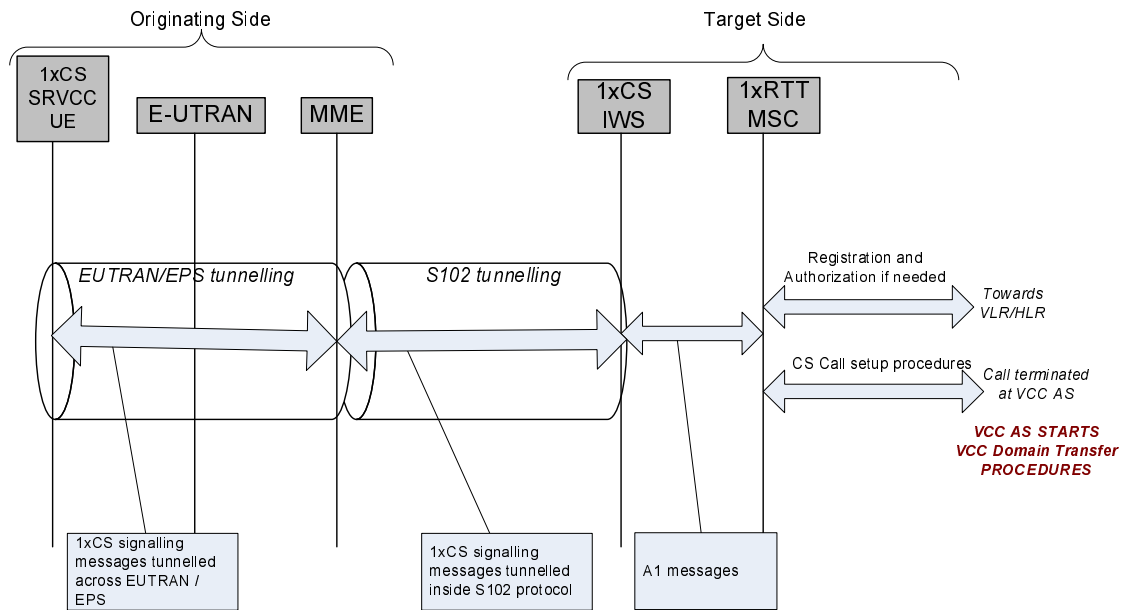 Originating Side
Target Side
1xCS
SRVCC
UE
E-UTRAN
MME
1xCS
IWS
1xRTT
MSC
EUTRAN/EPS tunnelling
S102 tunnelling
Registration and
Authorization if needed
Towards
VLR/HLR
CS Call setup procedures
Call terminated
at VCC AS
VCC AS STARTS
VCC Domain Transfer
PROCEDURES
1xCS signalling
messages tunnelled
across EUTRAN /
EPS
1xCS signalling
messages tunnelled
inside S102 protocol
A1 messages